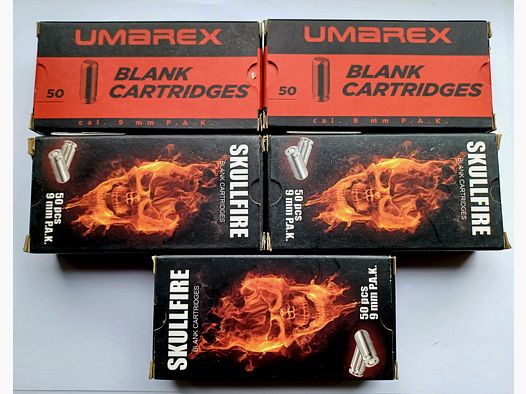 UMAREX
50
BLANK
CARTRIDGES
cal. 9 mm P.A.K.
UMAREX
50
BLANK
CARTRIDGES
cal. 9 mm P.A.K.
SKULLFIRE
BLANK CARTRIDGES
50 pcs
9 mm P.A.K.
SKULLFIRE
BLANK CARTRIDGES
50 pcs
9 mm P.A.K.
SKULLFIRE
BLANK CARTRIDGES
50 pcs
9 mm P.A.K.